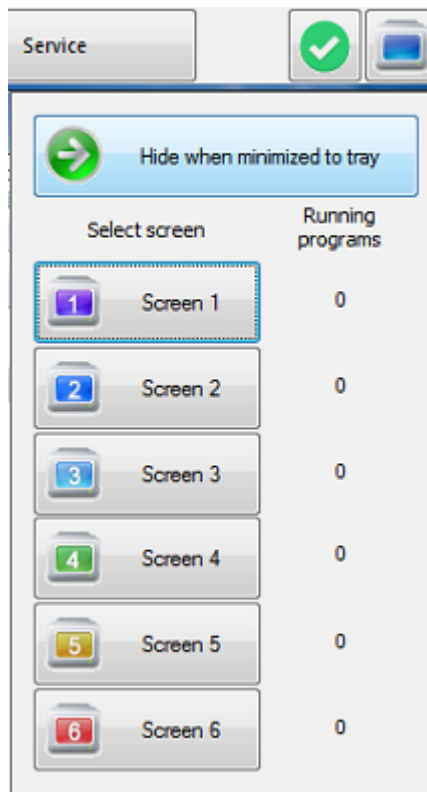 Service
Hide when minimized to tray
Select screen
Running
programs
1 Screen 1 0
2 Screen 2 0
3 Screen 3 0
4 Screen 4 0
5 Screen 5 0
6 Screen 6 0